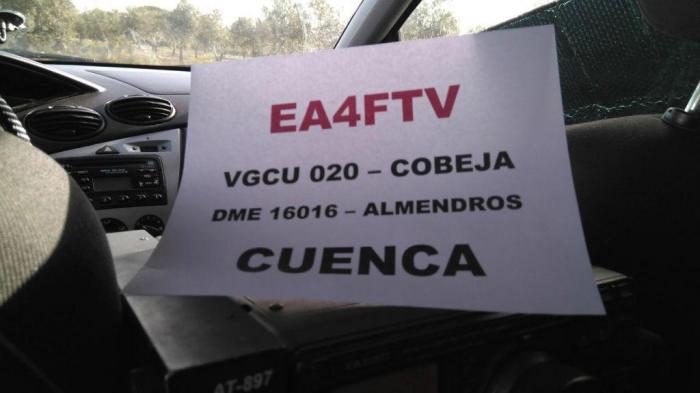 EA4FTV
VGCU 020 – COBEJA
DME 16016 – ALMENDROS
CUENCA
AT-897